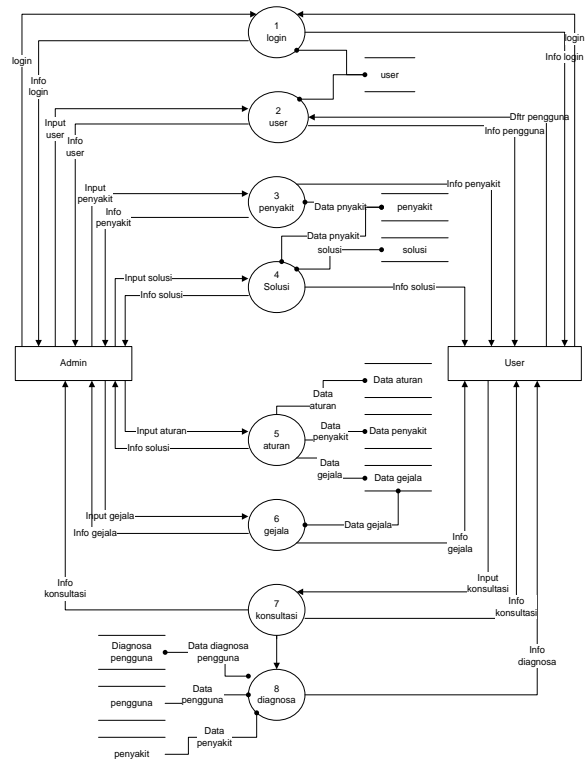 1
login
login
login
Info
login
Info login
user
2
user
Input
user
Info
user
Dftr pengguna
Info pengguna
Input
penyakit
Info
penyakit
3
penyakit
Info penyakit
Data pnyakit
penyakit
Data pnyakit
solusi
solusi
Input solusi
Info solusi
4
Solusi
Info solusi
Admin
User
Data
aturan
Data aturan
Input aturan
Info solusi
5
aturan
Data
penyakit
Data penyakit
Data
gejala
Data gejala
Input gejala
Info gejala
6
gejala
Data gejala
Info
gejala
Info
konsultasi
7
konsultasi
Input
konsultasi
Info
konsultasi
Diagnosa
pengguna
Data diagnosa
pengguna
Info
diagnosa
8
diagnosa
pengguna
Data
pengguna
Data
penyakit
penyakit